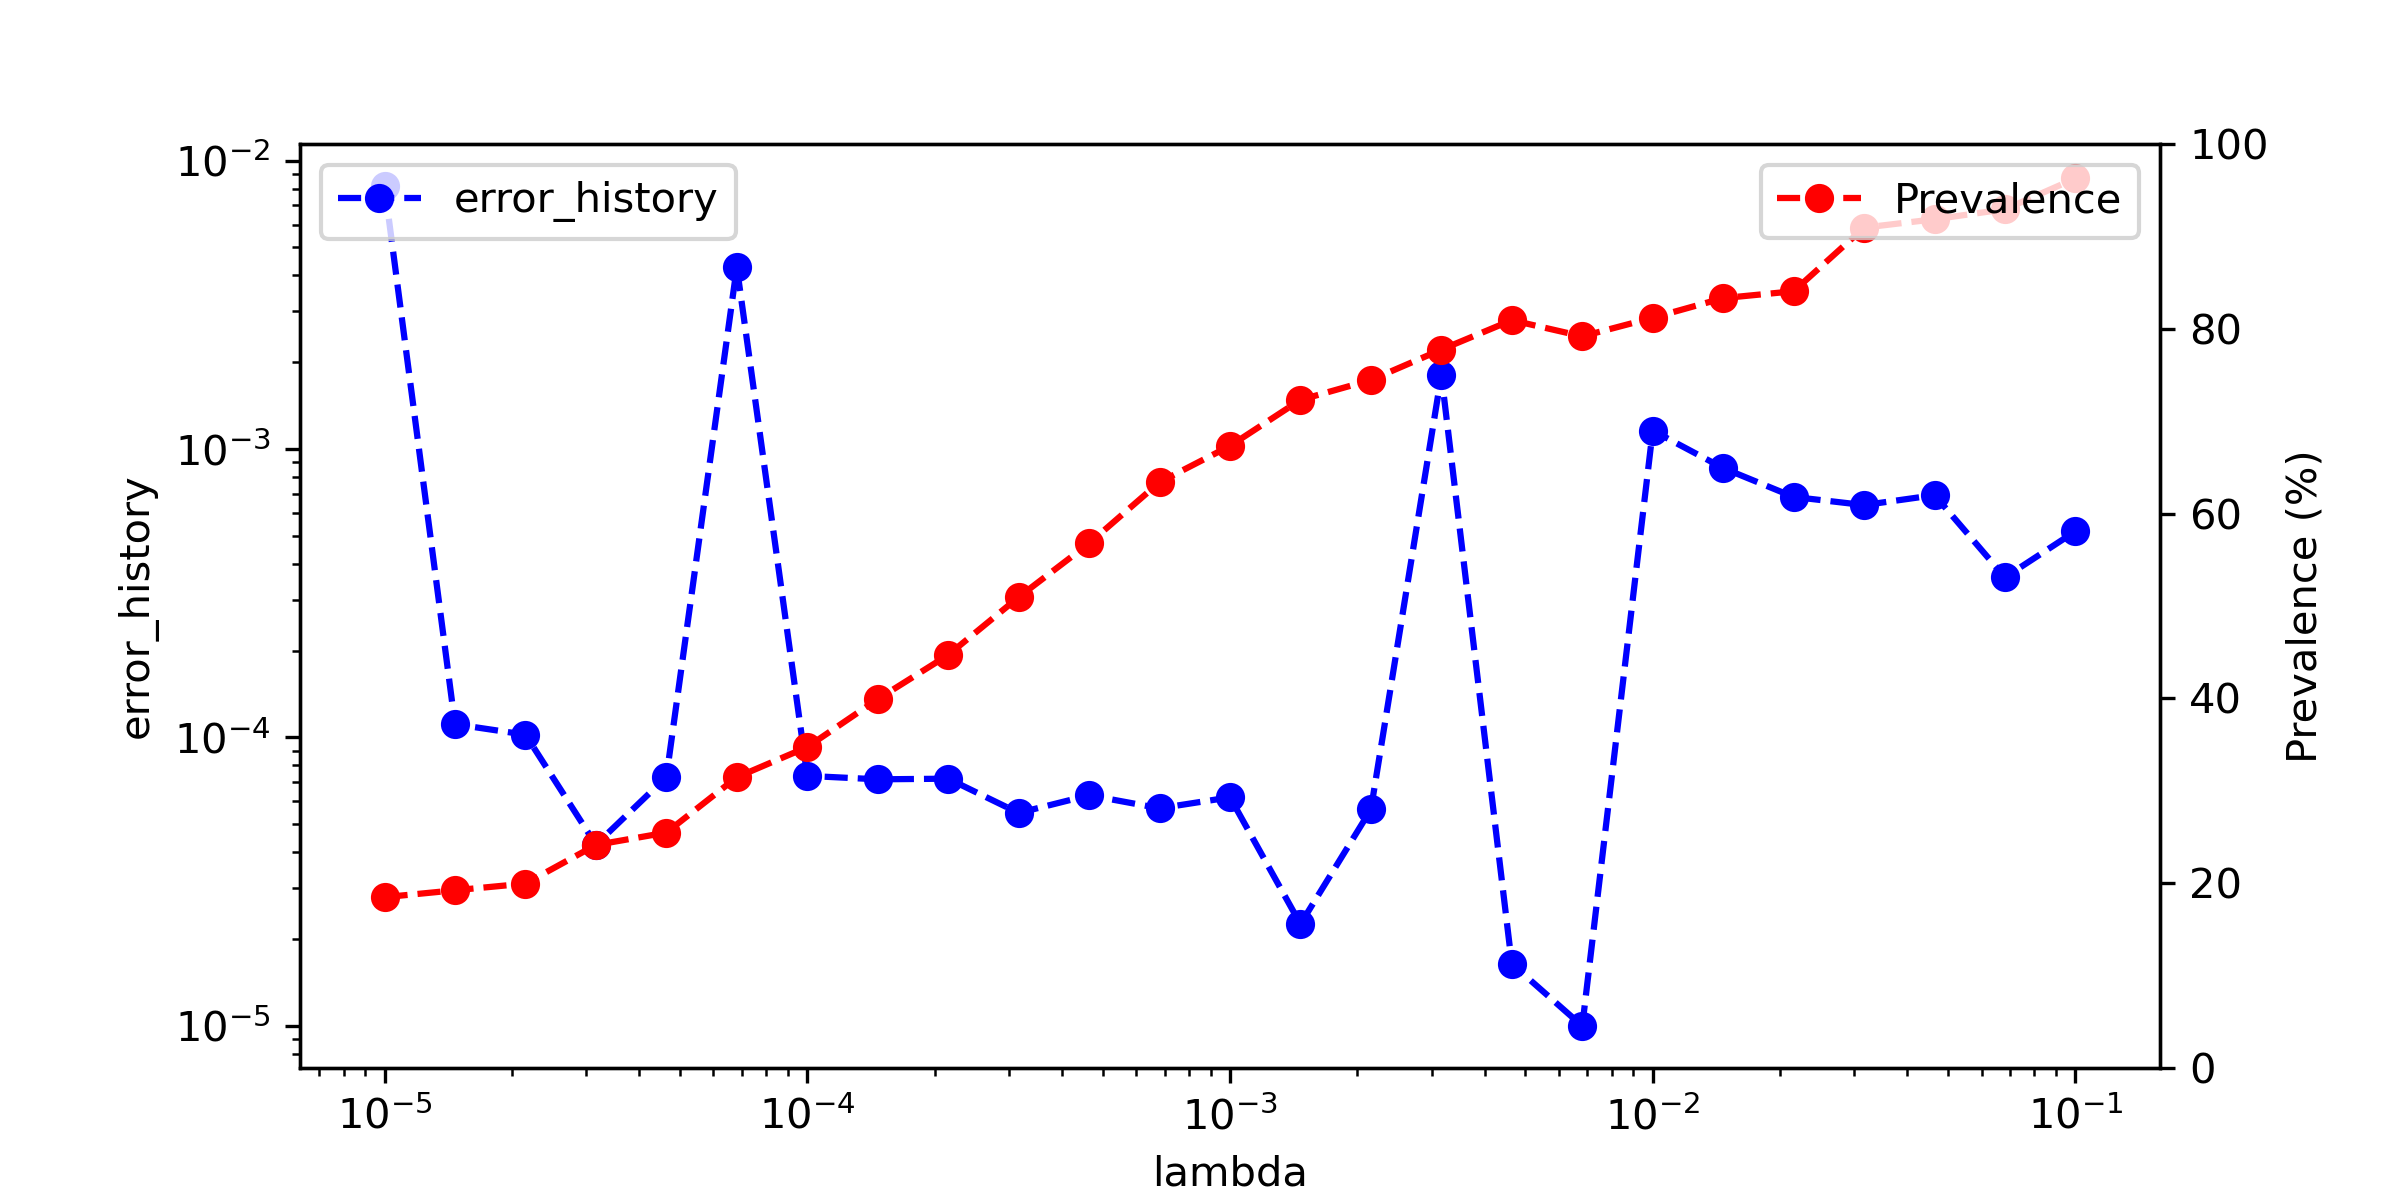 error_history
Prevalence
10⁻²
10⁻³
10⁻⁴
10⁻⁵
error_history
100
80
60
40
20
0
Prevalence (%)
10⁻⁵ 10⁻⁴ 10⁻³ 10⁻² 10⁻¹
lambda